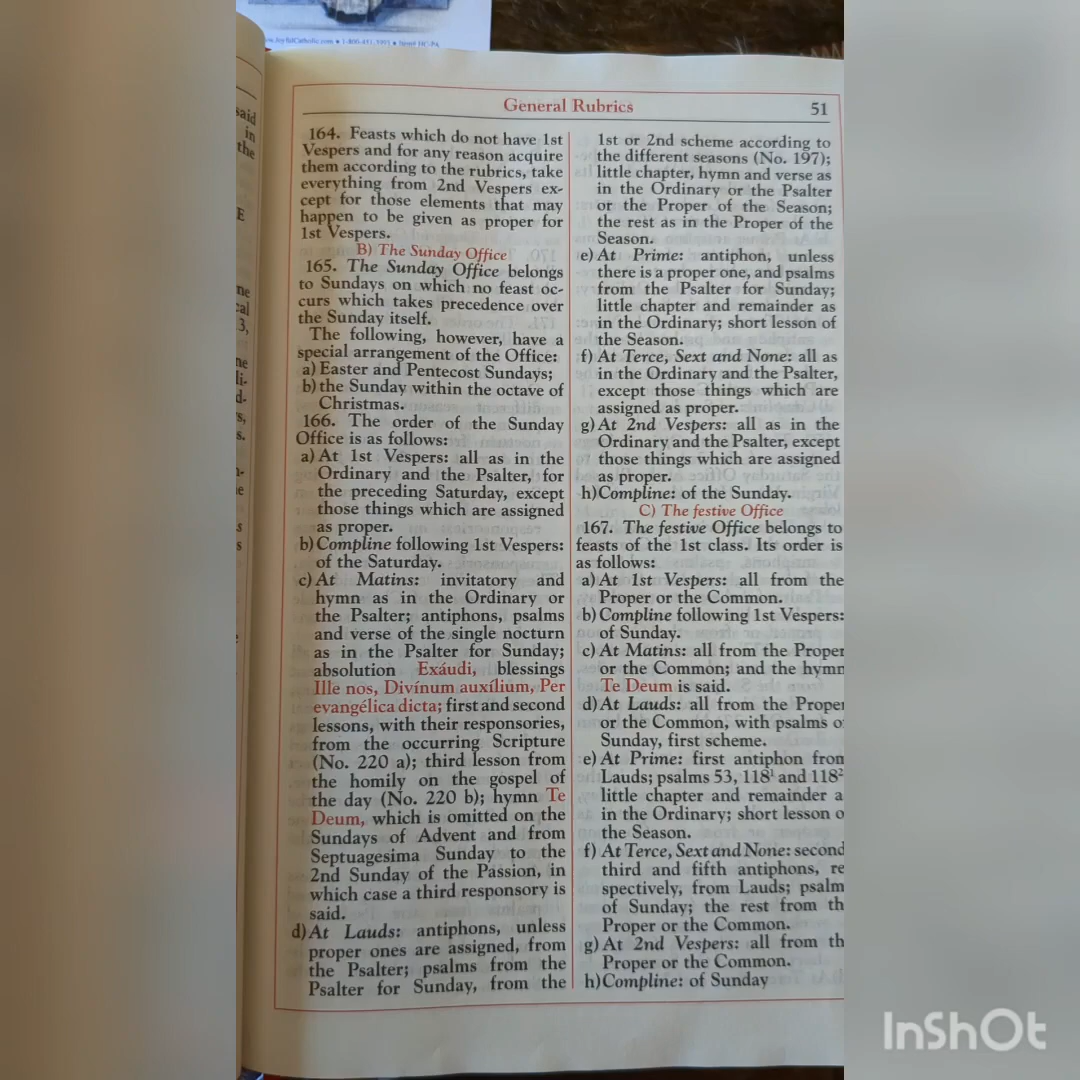 General Rubrics
51
164. Feasts which do not have 1st
Vespers and for any reason acquire
them according to the rubrics, take
everything from 2nd Vespers ex-
cept for those elements that may
happen to be given as proper for
1st Vespers.
B) The Sunday Office
165. The Sunday Office belongs
to Sundays on which no feast oc-
curs which takes precedence over
the Sunday itself.
The following, however, have a
special arrangement of the Office:
a) Easter and Pentecost Sundays;
b) the Sunday within the octave of
Christmas.
166. The order of the Sunday
Office is as follows:
a) At 1st Vespers: all as in the
Ordinary and the Psalter, for
the preceding Saturday, except
those things which are assigned
as proper.
b) Compline following 1st Vespers:
of the Saturday.
c) At Matins: invitatory and
hymn as in the Ordinary or
the Psalter; antiphons, psalms
and verse of the single nocturn
as in the Psalter for Sunday;
absolution Exáudi, blessings
Ille nos, Divínum auxílium, Per
evangélica dicta; first and second
lessons, with their responsories,
from the occurring Scripture
(No. 220 a); third lesson from
the homily on the gospel of
the day (No. 220 b); hymn Te
Deum, which is omitted on the
Sundays of Advent and from
Septuagesima Sunday to the
2nd Sunday of the Passion, in
which case a third responsory is
said.
d) At Lauds: antiphons, unless
proper ones are assigned, from
the Psalter; psalms from the
Psalter for Sunday, from the
1st or 2nd scheme according to
the different seasons (No. 197);
little chapter, hymn and verse as
in the Ordinary or the Psalter
or the Proper of the Season;
the rest as in the Proper of the
Season.
e) At Prime: antiphon, unless
there is a proper one, and psalms
from the Psalter for Sunday;
little chapter and remainder as
in the Ordinary; short lesson of
the Season.
f) At Terce, Sext and None: all as
in the Ordinary and the Psalter,
except those things which are
assigned as proper.
g) At 2nd Vespers: all as in the
Ordinary and the Psalter, except
those things which are assigned
as proper.
h) Compline: of the Sunday.
C) The festive Office
167. The festive Office belongs to
feasts of the 1st class. Its order is
as follows:
a) At 1st Vespers: all from the
Proper or the Common.
b) Compline following 1st Vespers:
of Sunday.
c) At Matins: all from the Proper
or the Common; and the hymn
Te Deum is said.
d) At Lauds: all from the Proper
or the Common, with psalms o
Sunday, first scheme.
e) At Prime: first antiphon from
Lauds; psalms 53, 118¹ and 118²
little chapter and remainder a
in the Ordinary; short lesson o
the Season.
f) At Terce, Sext and None: second
third and fifth antiphons, re
spectively, from Lauds; psalm
of Sunday; the rest from th
Proper or the Common.
g) At 2nd Vespers: all from th
Proper or the Common.
h) Compline: of Sunday
InShOt